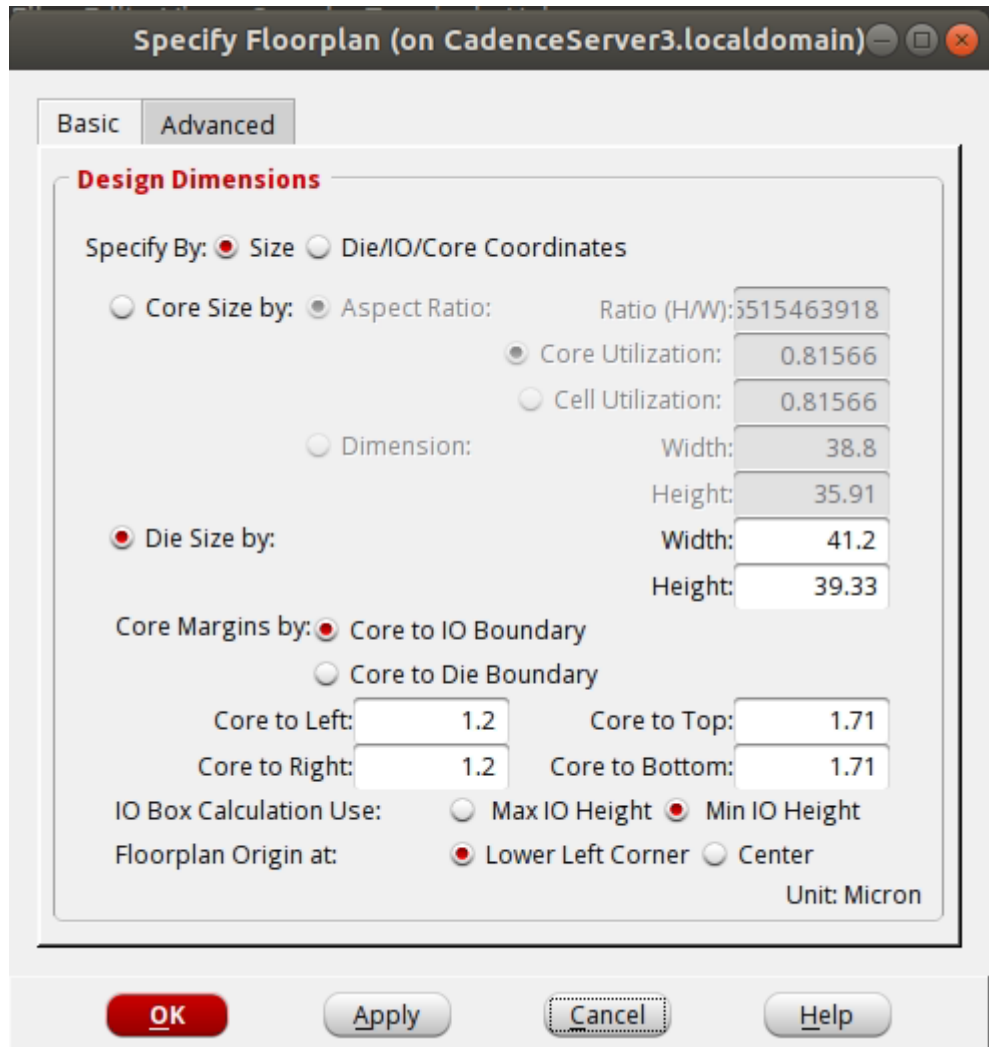 Specify Floorplan (on CadenceServer3.localdomain)
Basic Advanced
Design Dimensions
Specify By: Size Die/IO/Core Coordinates
Core Size by: Aspect Ratio: Ratio (H/W): 5515463918
Core Utilization: 0.81566
Cell Utilization: 0.81566
Dimension: Width: 38.8
Height: 35.91
Die Size by: Width: 41.2
Height: 39.33
Core Margins by: Core to IO Boundary
Core to Die Boundary
Core to Left: 1.2 Core to Top: 1.71
Core to Right: 1.2 Core to Bottom: 1.71
IO Box Calculation Use: Max IO Height Min IO Height
Floorplan Origin at: Lower Left Corner Center
Unit: Micron
OK Apply Cancel Help